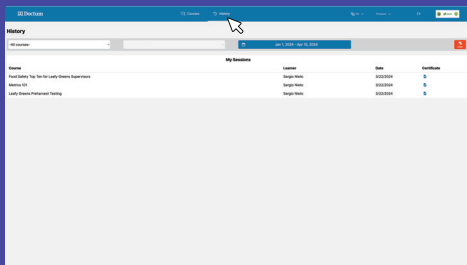 Doctum
Courses
History
History
-All courses-
Jan 1, 2024 - Apr 10, 2024
My Sessions
Course Learner Date Certificate
Food Safety Top Ten for Leafy Greens Supervisors Sergio Nieto 3/22/2024
Metrics 101 Sergio Nieto 3/22/2024
Leafy Greens Preharvest Testing Sergio Nieto 3/22/2024